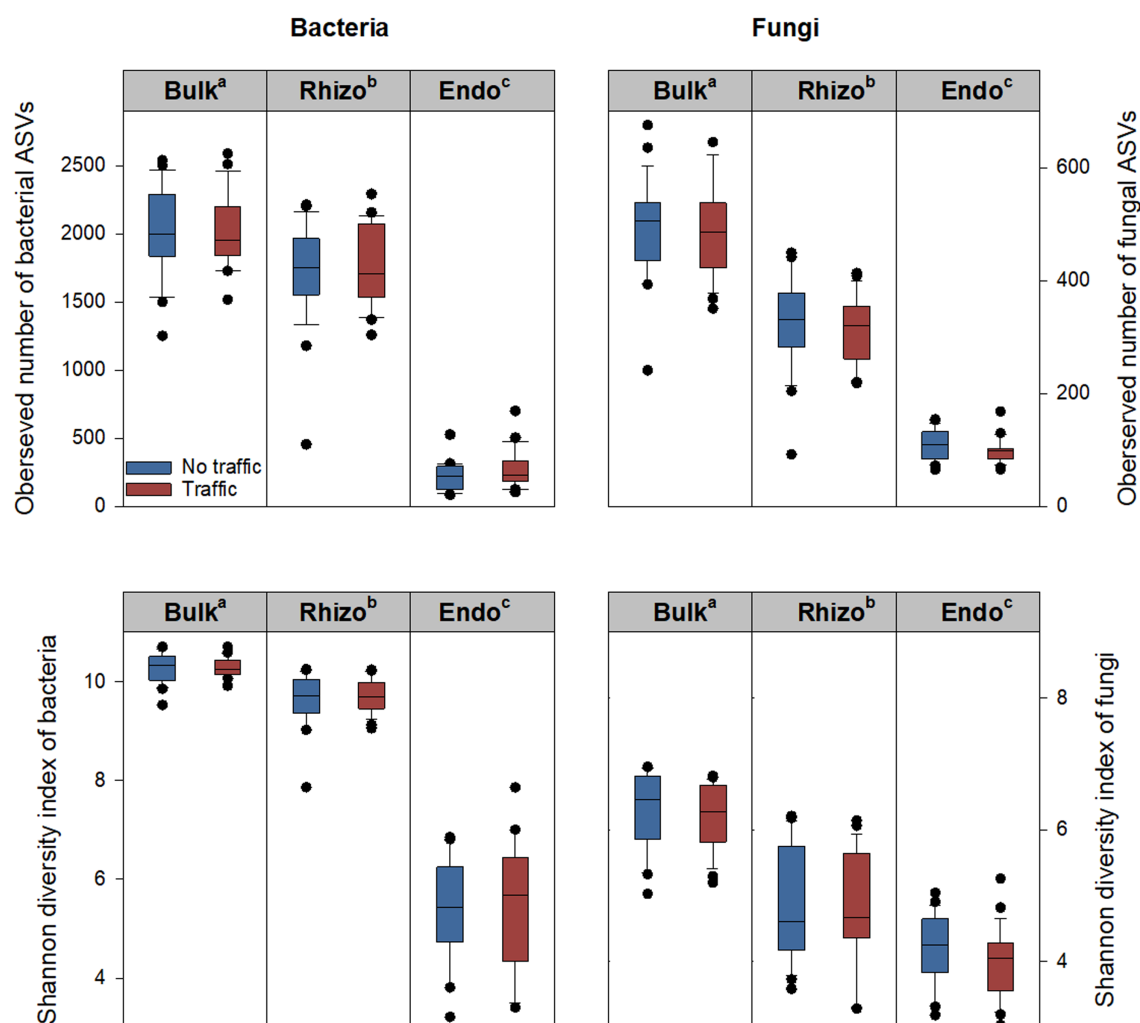 Bacteria Fungi
Bulka Rhizob Endoc Bulka Rhizob Endoc
Oberseved number of bacterial ASVs
2500
2000
1500
1000
500
0
No traffic
Traffic
600
400
200
0
Oberserved number of fungal ASVs
Bulka Rhizob Endoc Bulka Rhizob Endoc
Shannon diversity index of bacteria
10
8
6
4
8
6
4
Shannon diversity index of fungi